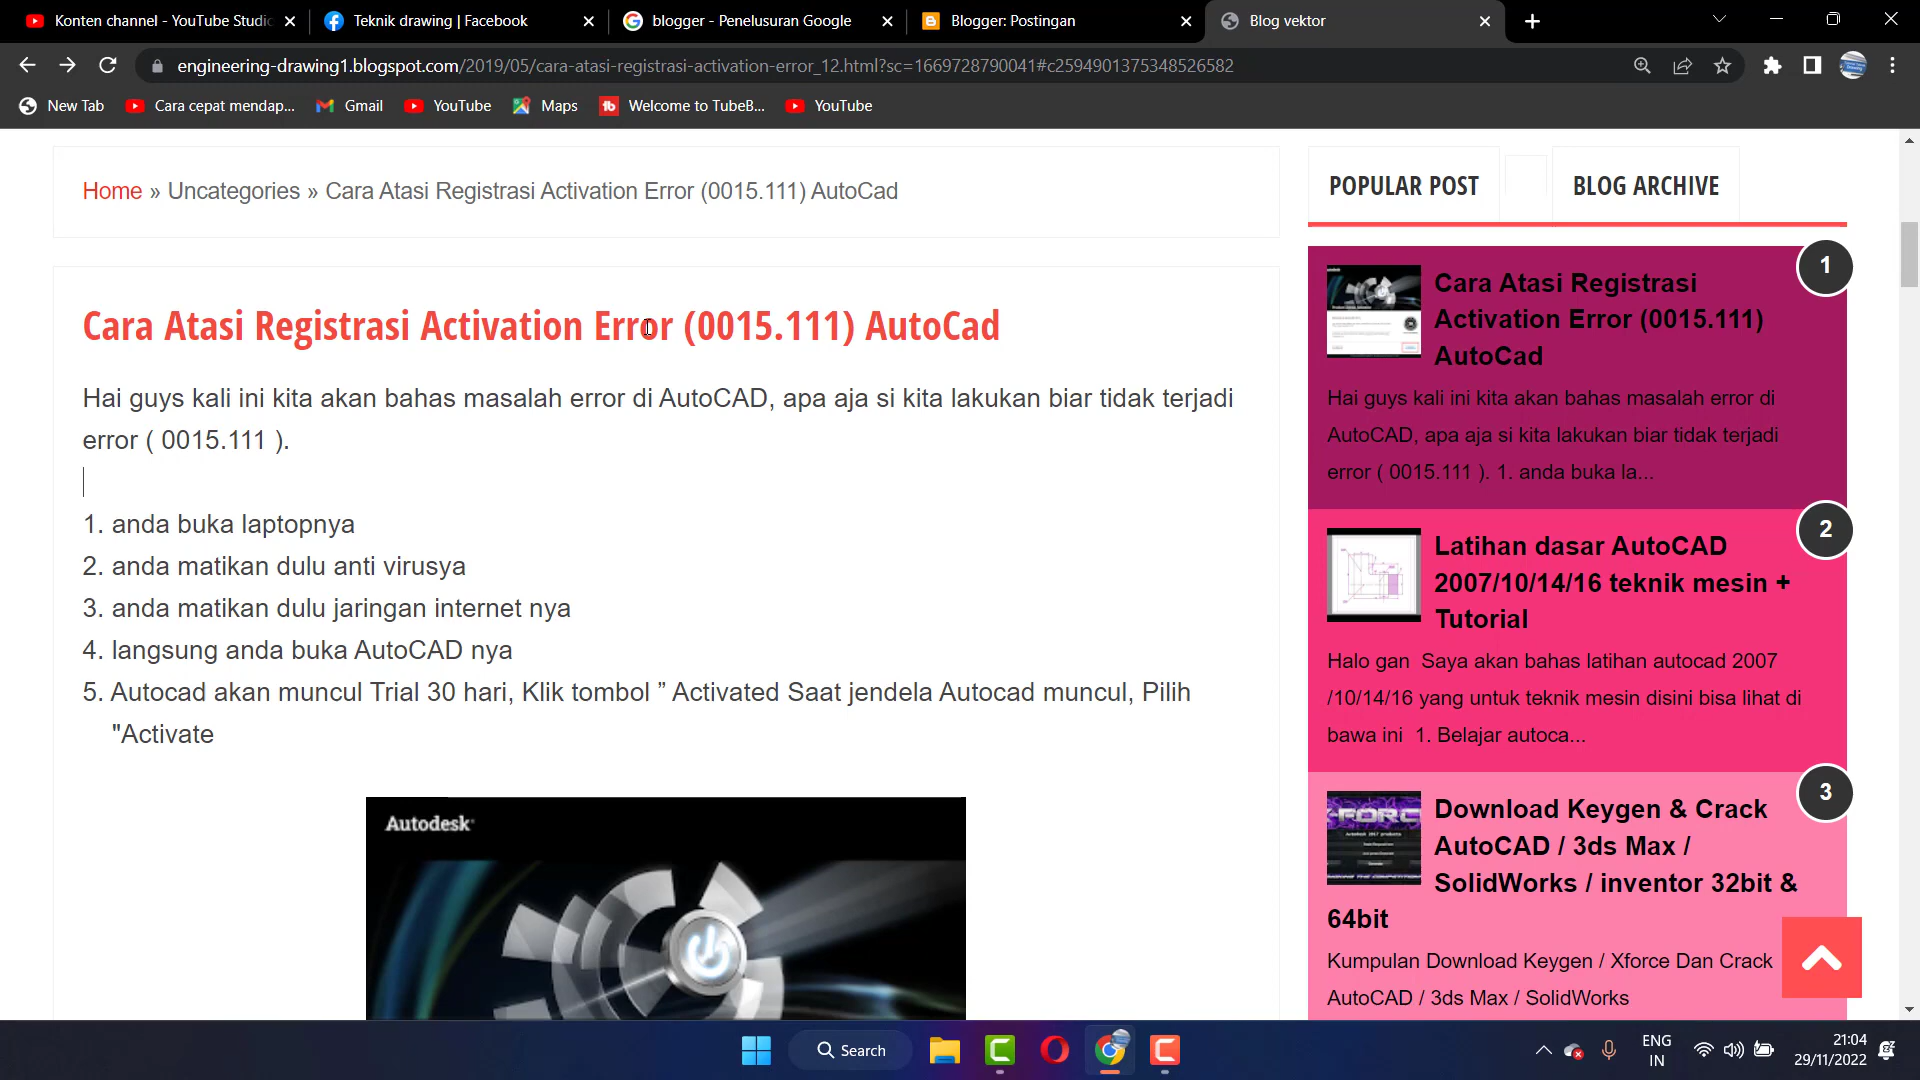 Konten channel - YouTube Studio
Teknik drawing | Facebook
blogger - Penelusuran Google
Blogger: Postingan
Blog vektor
engineering-drawing1.blogspot.com/2019/05/cara-atasi-registrasi-activation-error_12.html?sc=1669728790041#c2594901375348526582
New Tab
Cara cepat mendap...
Gmail
YouTube
Maps
Welcome to TubeB...
YouTube
Home » Uncategories » Cara Atasi Registrasi Activation Error (0015.111) AutoCad
Cara Atasi Registrasi Activation Error (0015.111) AutoCad
Hai guys kali ini kita akan bahas masalah error di AutoCAD, apa aja si kita lakukan biar tidak terjadi
error ( 0015.111 ).
1. anda buka laptopnya
2. anda matikan dulu anti virusya
3. anda matikan dulu jaringan internet nya
4. langsung anda buka AutoCAD nya
5. Autocad akan muncul Trial 30 hari, Klik tombol ” Activated Saat jendela Autocad muncul, Pilih
"Activate
Autodesk
POPULAR POST
BLOG ARCHIVE
1
Cara Atasi Registrasi
Activation Error (0015.111)
AutoCad
Hai guys kali ini kita akan bahas masalah error di
AutoCAD, apa aja si kita lakukan biar tidak terjadi
error ( 0015.111 ). 1. anda buka la...
2
Latihan dasar AutoCAD
2007/10/14/16 teknik mesin +
Tutorial
Halo gan  Saya akan bahas latihan autocad 2007
/10/14/16 yang untuk teknik mesin disini bisa lihat di
bawa ini  1. Belajar autoca...
3
Download Keygen & Crack
AutoCAD / 3ds Max /
SolidWorks / inventor 32bit &
64bit
Kumpulan Download Keygen / Xforce Dan Crack
AutoCAD / 3ds Max / SolidWorks
Search
ENG
IN
21:04
29/11/2022